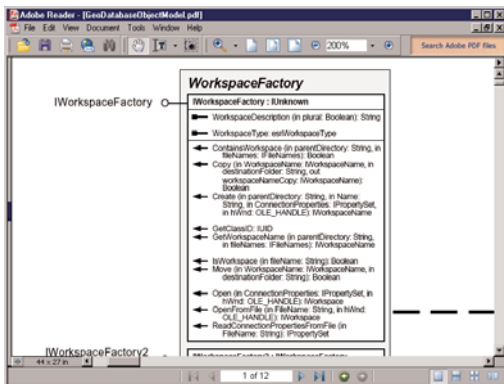 Adobe Reader - [GeoDatabaseObjectModel.pdf]
File Edit View Document Tools Window Help
200%
Search Adobe PDF files
WorkspaceFactory
IWorkspaceFactory
IWorkspaceFactory : IUnknown
WorkspaceDescription (in plural: Boolean): String
WorkspaceType: esriWorkspaceType
ContainsWorkspace (in parentDirectory: String, in
fileNames: IFileNames): Boolean
Copy (in WorkspaceName: IWorkspaceName, in
destinationFolder: String, out
workspaceNameCopy: IWorkspaceName):
Boolean
Create (in parentDirectory: String, in Name:
String, in ConnectionProperties: IPropertySet,
in hWnd: OLE_HANDLE): IWorkspaceName
GetClassID: IUID
GetWorkspaceName (in parentDirectory: String,
in fileNames: IFileNames): IWorkspaceName
IsWorkspace (in fileName: String): Boolean
Move (in WorkspaceName: IWorkspaceName, in
destinationFolder: String): Boolean
Open (in ConnectionProperties: IPropertySet, in
hWnd: OLE_HANDLE): IWorkspace
OpenFromFile (in fileName: String, in hWnd:
OLE_HANDLE): IWorkspace
ReadConnectionPropertiesFromFile (in
FileName: String): IPropertySet
IWorkspaceFactory2
IWorkspaceFactory2 : IWorkspaceFactory
44 x 27 in
1 of 12